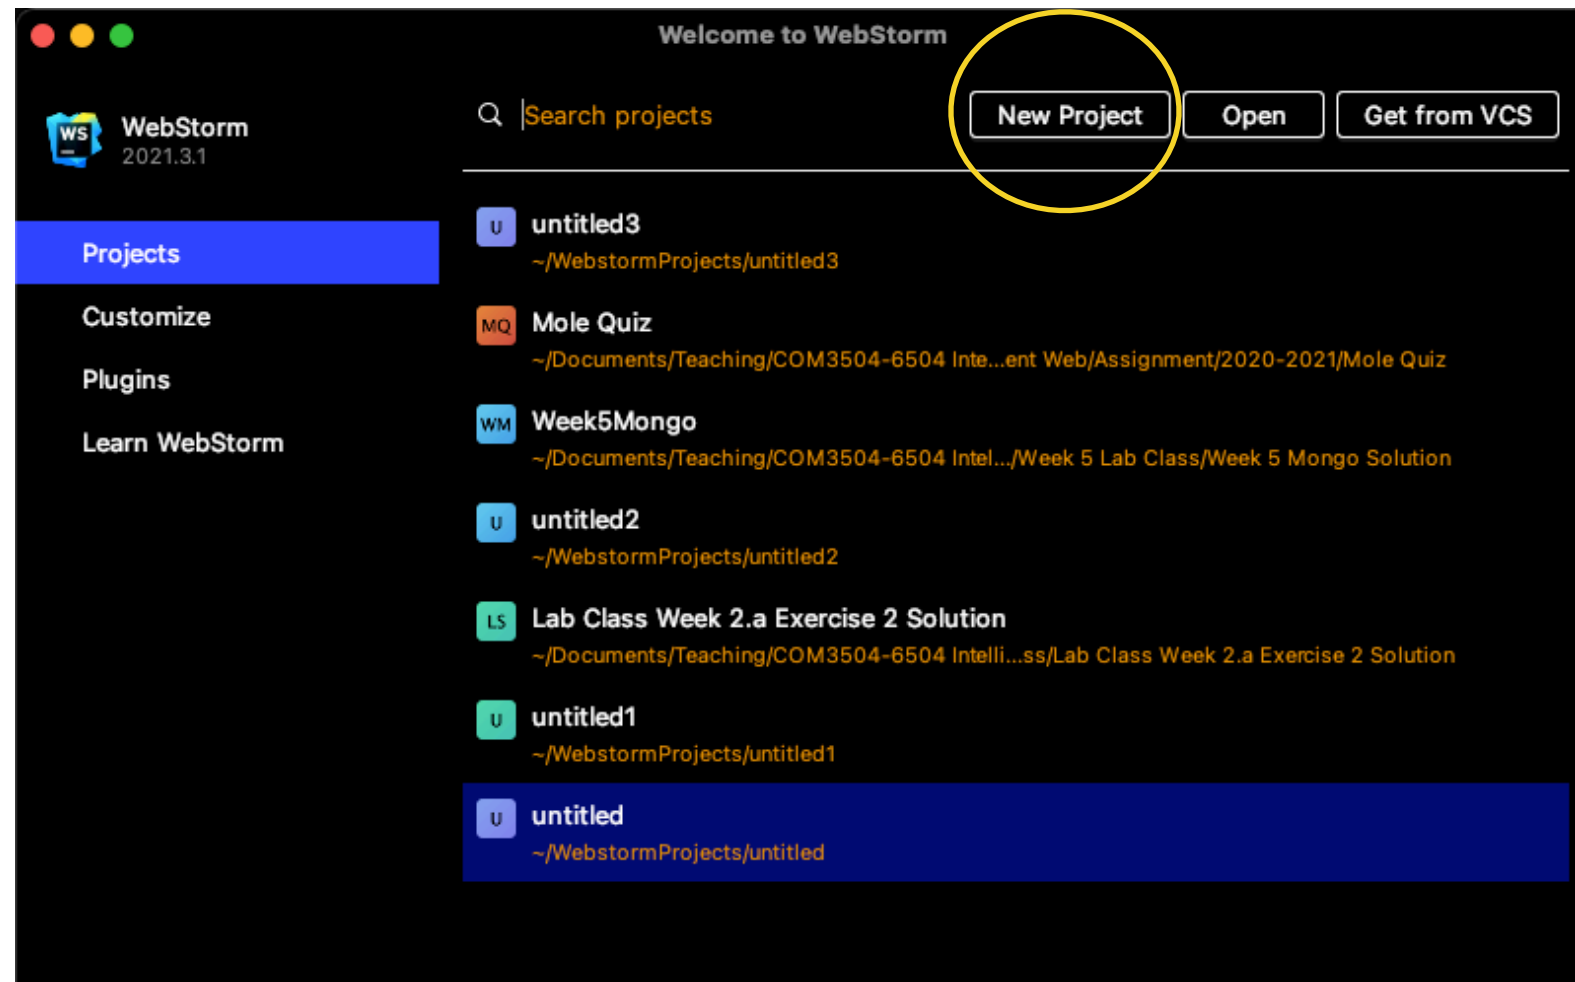 Welcome to WebStorm
WS
WebStorm
2021.3.1
Search projects
New Project
Open
Get from VCS
Projects
Customize
Plugins
Learn WebStorm
U
untitled3
~/WebstormProjects/untitled3
MQ
Mole Quiz
~/Documents/Teaching/COM3504-6504 Inte...ent Web/Assignment/2020-2021/Mole Quiz
WM
Week5Mongo
~/Documents/Teaching/COM3504-6504 Intel.../Week 5 Lab Class/Week 5 Mongo Solution
U
untitled2
~/WebstormProjects/untitled2
LS
Lab Class Week 2.a Exercise 2 Solution
~/Documents/Teaching/COM3504-6504 Intelli...ss/Lab Class Week 2.a Exercise 2 Solution
U
untitled1
~/WebstormProjects/untitled1
U
untitled
~/WebstormProjects/untitled